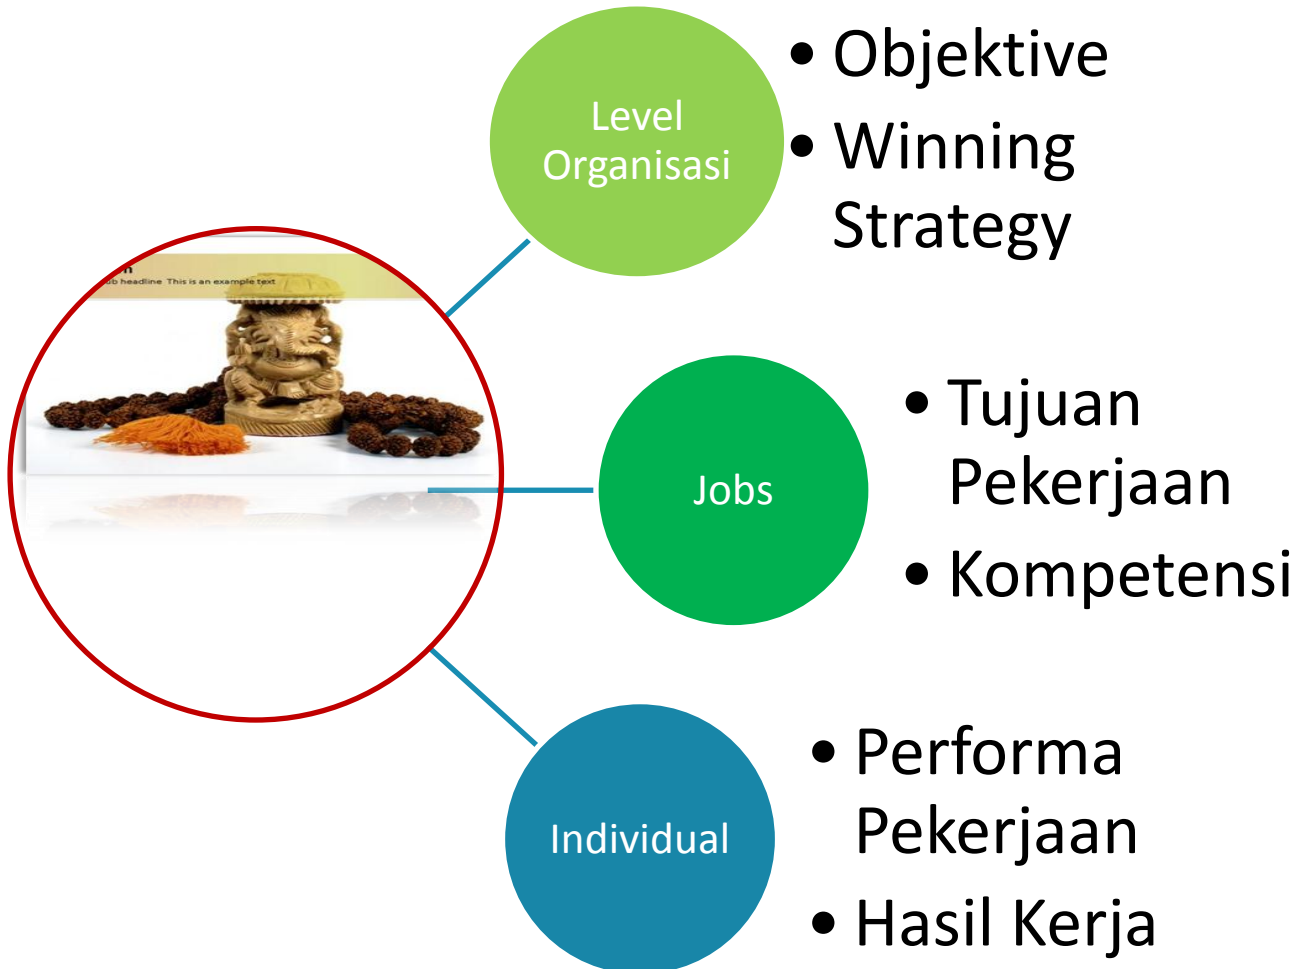 Level
Organisasi
• Objektive
• Winning
Strategy
headline This is an example text
Jobs
• Tujuan
Pekerjaan
• Kompetensi
Individual
• Performa
Pekerjaan
• Hasil Kerja